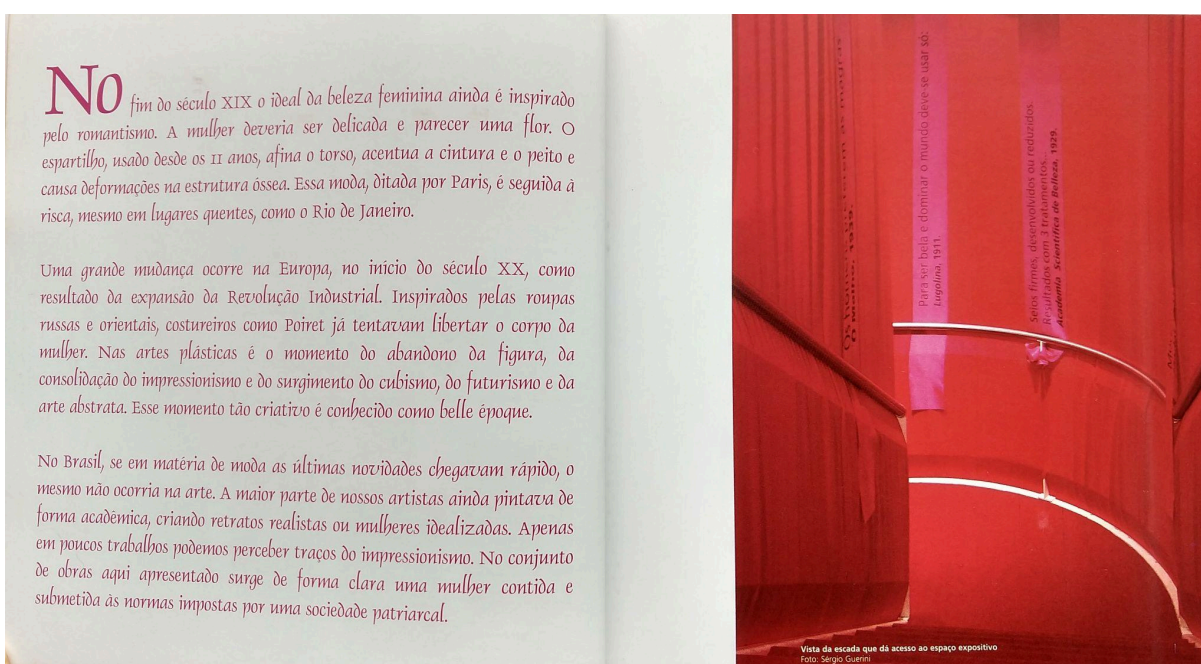 No fim do século XIX o ideal da beleza feminina ainda é inspirado
pelo romantismo. A mulher deveria ser delicada e parecer uma flor. O
espartilho, usado desde os 11 anos, afina o torso, acentua a cintura e o peito e
causa deformações na estrutura óssea. Essa moda, ditada por Paris, é seguida à
risca, mesmo em lugares quentes, como o Rio de Janeiro.
Uma grande mudança ocorre na Europa, no início do século XX, como
resultado da expansão da Revolução Industrial. Inspirados pelas roupas
russas e orientais, costureiros como Poiret já tentavam libertar o corpo da
mulher. Nas artes plásticas é o momento do abandono da figura, da
consolidação do impressionismo e do surgimento do cubismo, do futurismo e da
arte abstrata. Esse momento tão criativo é conhecido como belle époque.
No Brasil, se em matéria de moda as últimas novidades chegavam rápido, o
mesmo não ocorria na arte. A maior parte de nossos artistas ainda pintava de
forma acadêmica, criando retratos realistas ou mulheres idealizadas. Apenas
em poucos trabalhos podemos perceber traços do impressionismo. No conjunto
de obras aqui apresentado surge de forma clara uma mulher contida e
submetida às normas impostas por uma sociedade patriarcal.
as magras
1939.
Para ser bela e dominar o mundo deve-se usar só:
Lugolina, 1911.
Seios firmes, desenvolvidos ou reduzidos.
Resultados com 3 tratamentos...
Academia Scientifica de Belleza, 1929.
Vista da escada que dá acesso ao espaço expositivo
Foto: Sérgio Guerini